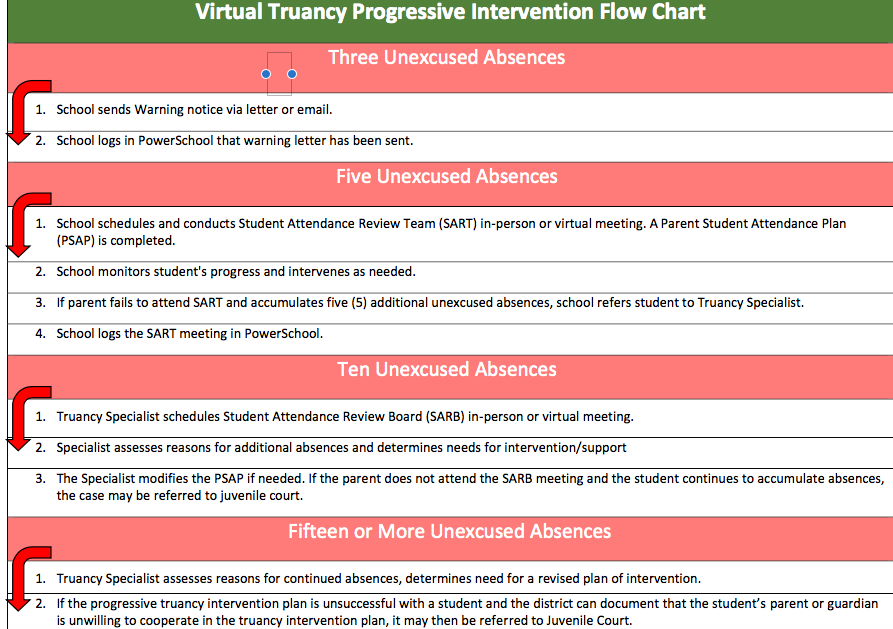 Virtual Truancy Progressive Intervention Flow Chart
Three Unexcused Absences
1. School sends Warning notice via letter or email.
2. School logs in PowerSchool that warning letter has been sent.
Five Unexcused Absences
1. School schedules and conducts Student Attendance Review Team (SART) in-person or virtual meeting. A Parent Student Attendance Plan
(PSAP) is completed.
2. School monitors student's progress and intervenes as needed.
3. If parent fails to attend SART and accumulates five (5) additional unexcused absences, school refers student to Truancy Specialist.
4. School logs the SART meeting in PowerSchool.
Ten Unexcused Absences
1. Truancy Specialist schedules Student Attendance Review Board (SARB) in-person or virtual meeting.
2. Specialist assesses reasons for additional absences and determines needs for intervention/support
3. The Specialist modifies the PSAP if needed. If the parent does not attend the SARB meeting and the student continues to accumulate absences,
the case may be referred to juvenile court.
Fifteen or More Unexcused Absences
1. Truancy Specialist assesses reasons for continued absences, determines need for a revised plan of intervention.
2. If the progressive truancy intervention plan is unsuccessful with a student and the district can document that the student’s parent or guardian
is unwilling to cooperate in the truancy intervention plan, it may then be referred to Juvenile Court.